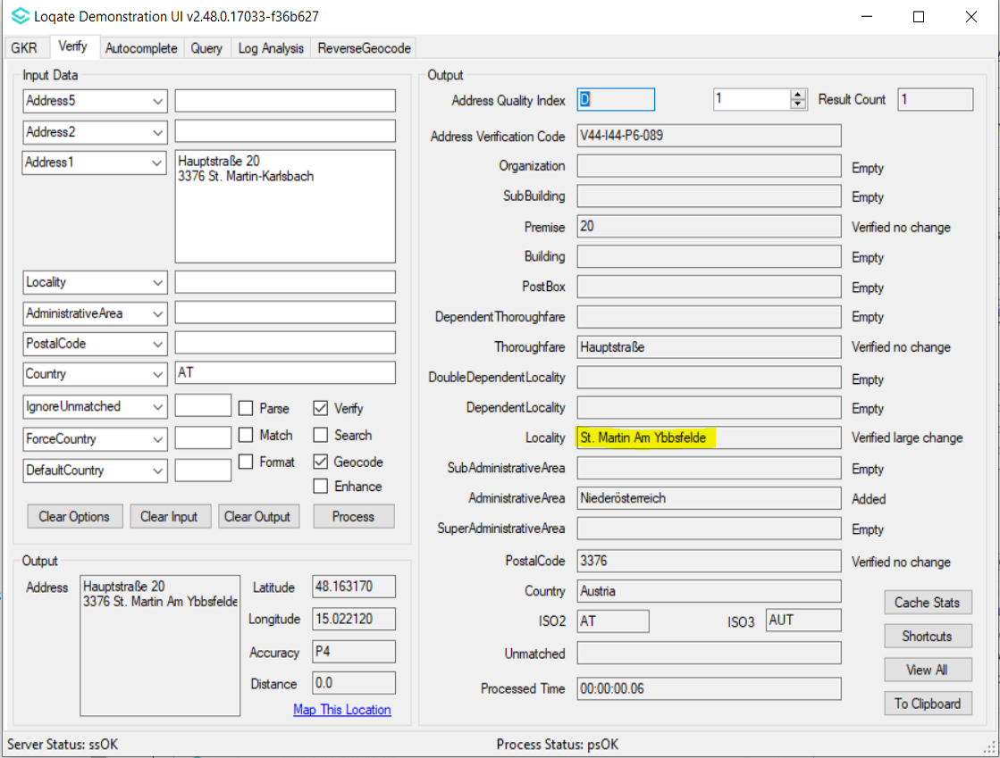 Loqate Demonstration UI v2.48.0.17033-f36b627
GKR Verify Autocomplete Query Log Analysis ReverseGeocode
Input Data
Address5
Address2
Address1
Hauptstraße 20
3376 St. Martin-Karlsbach
Locality
AdministrativeArea
PostalCode
Country AT
IgnoreUnmatched Parse Verify
ForceCountry Match Search
DefaultCountry Format Geocode
Enhance
Clear Options Clear Input Clear Output Process
Output
Address
Hauptstraße 20
3376 St. Martin Am Ybbsfelde
Latitude 48.163170
Longitude 15.022120
Accuracy P4
Distance 0.0
Map This Location
Output
Address Quality Index D 1 Result Count 1
Address Verification Code V44-I44-P6-089
Organization Empty
SubBuilding Empty
Premise 20 Verified no change
Building Empty
PostBox Empty
DependentThoroughfare Empty
Thoroughfare Hauptstraße Verified no change
DoubleDependentLocality Empty
DependentLocality Empty
Locality St. Martin Am Ybbsfelde Verified large change
SubAdministrativeArea Empty
AdministrativeArea Niederösterreich Added
SuperAdministrativeArea Empty
PostalCode 3376 Verified no change
Country Austria
ISO2 AT ISO3 AUT
Unmatched
Processed Time 00:00:00.06
Cache Stats
Shortcuts
View All
To Clipboard
Server Status: ssOK Process Status: psOK